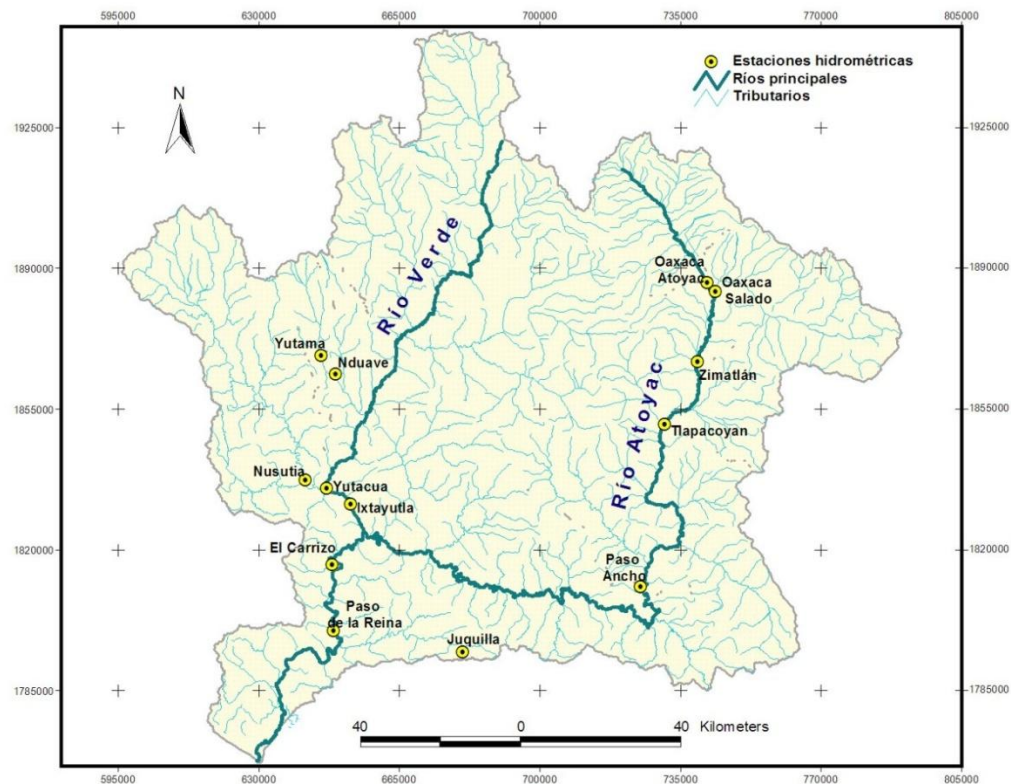 595000 630000 665000 700000 735000 770000 805000
Estaciones hidrométricas
Ríos principales
Tributarios
N
1925000 1925000
Río Verde
1890000 1890000
Oaxaca
Atoyac
Oaxaca
Salado
Yutama
Nduave
Zimatlán
Río Atoyac
1855000 1855000
Tlapacoyan
Nusutia
Yutacua
Ixtayutla
1820000 1820000
El Carrizo
Paso
Ancho
Paso
de la Reina
Juquilla
1785000 1785000
40 0 40 Kilometers
595000 630000 665000 700000 735000 770000 805000